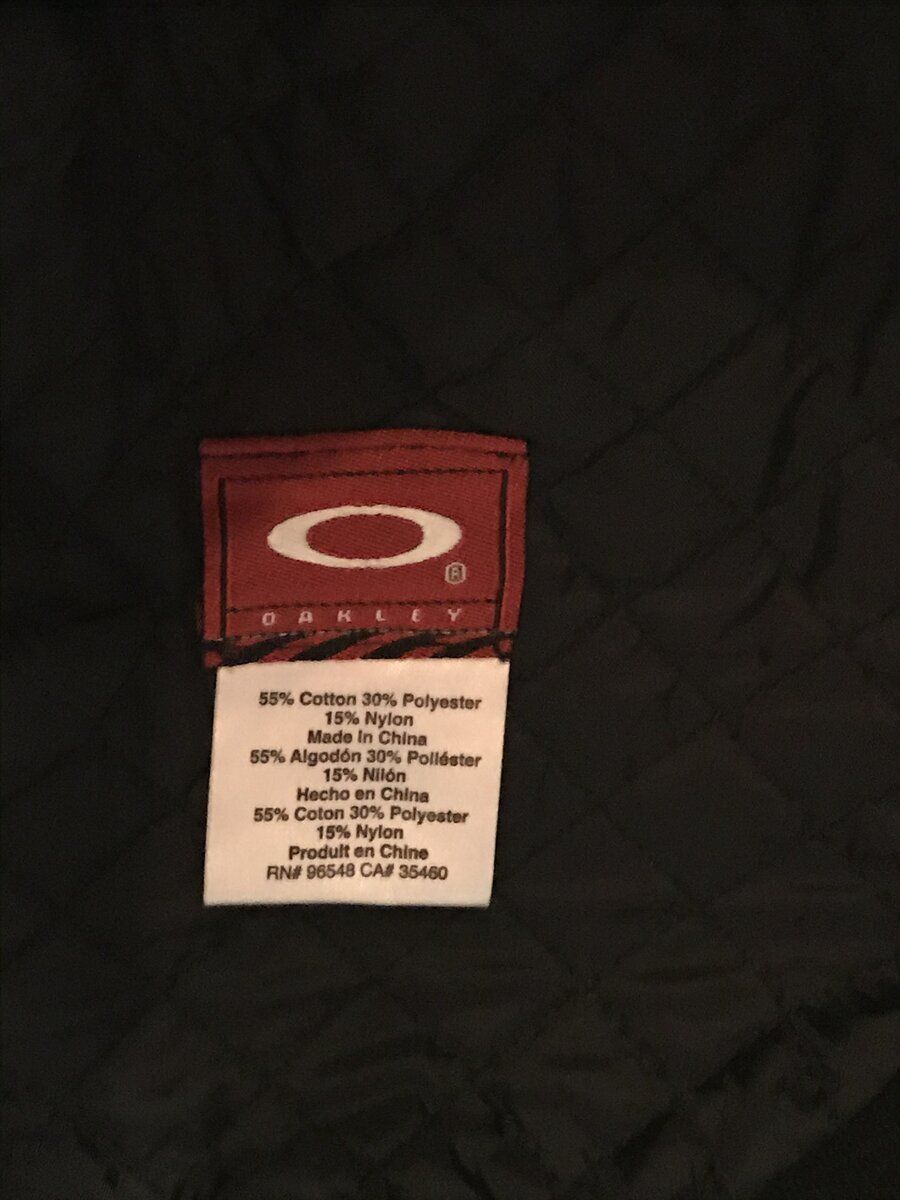 ®
OAKLEY
55% Cotton 30% Polyester
15% Nylon
Made in China
55% Algodón 30% Poliéster
15% Nilón
Hecho en China
55% Coton 30% Polyester
15% Nylon
Produit en Chine
RN# 96548 CA# 35460